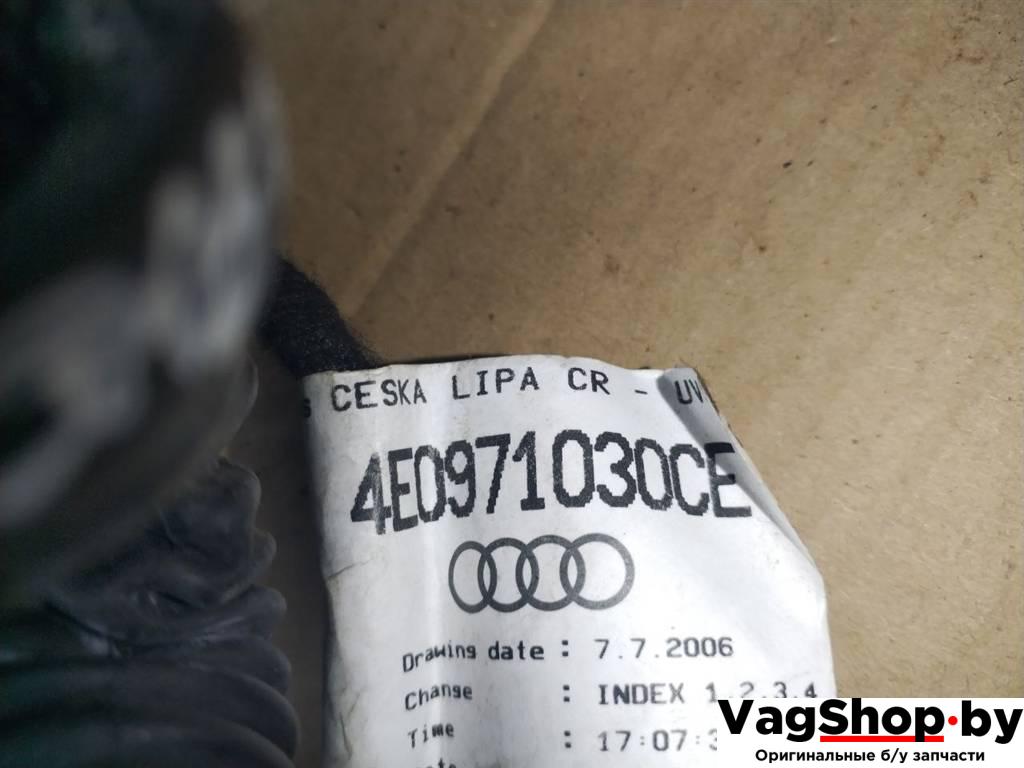 CESKA LIPA CR - UV
4E0971030CE
Drawing date : 7.7.2006
Change : INDEX 1.2.3.4
Time : 17:07:
VagShop.by
Оригинальные б/у запчасти